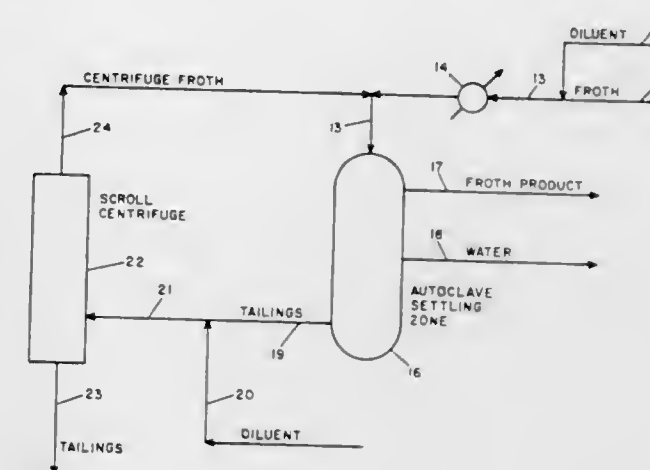 DILUENT
14
13
FROTH
CENTRIFUGE FROTH
13
24
17
FROTH PRODUCT
SCROLL
CENTRIFUGE
18
WATER
22
21
TAILINGS
19
AUTOCLAVE
SETTLING
ZONE
16
23
20
DILUENT
TAILINGS